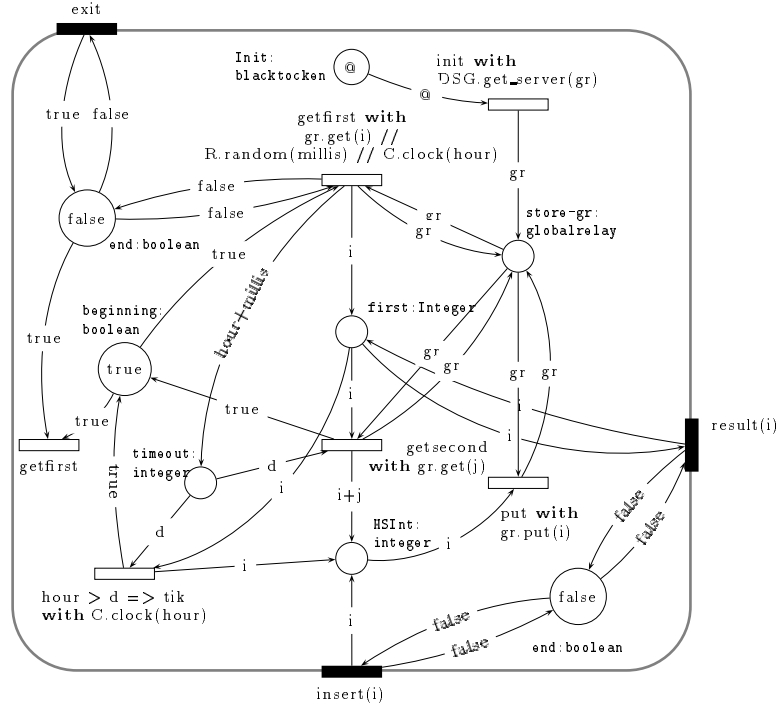 exit
Init:
blacktocken
@
@
init with
DSG.get_server(gr)
getfirst with
gr.get(i) //
R.random(millis) // C.clock(hour)
true
false
false
false
gr
false
end:boolean
gr
gr
store-gr:
globalrelay
true
i
hour+millis
beginning:
boolean
first:Integer
true
gr
gr
true
gr
gr
i
i
true
true
result(i)
getfirst
timeout:
integer
d
i
getsecond
with gr.get(j)
i
true
i+j
put with
gr.put(i)
false
false
d
HSInt:
integer
i
i
hour > d => tik
with C.clock(hour)
false
i
false
false
end:boolean
insert(i)